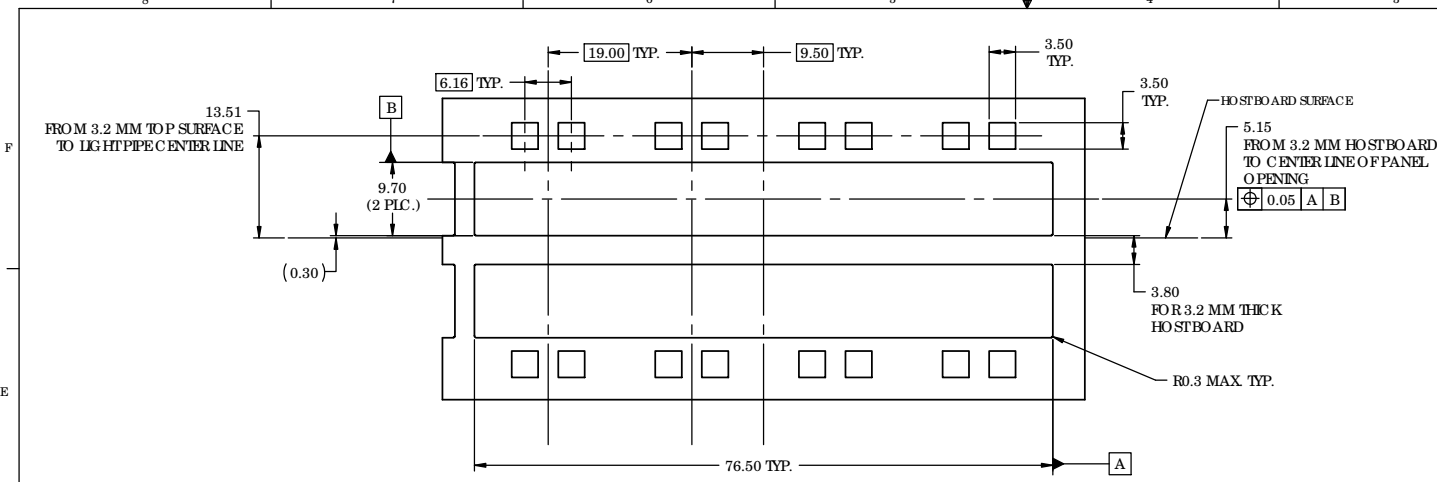 19.00 TYP.
9.50 TYP.
3.50
TYP.
6.16 TYP.
3.50
TYP.
B
13.51
FROM 3.2 MM TOP SURFACE
TO LIGHTPIPE CENTER LINE
HOSTBOARD SURFACE
5.15
FROM 3.2 MM HOSTBOARD
TO CENTER LINE OF PANEL
OPENING
⌖ 0.05 A B
F
9.70
(2 PLC.)
(0.30)
3.80
FOR 3.2 MM THICK
HOSTBOARD
R0.3 MAX. TYP.
E
76.50 TYP.
A